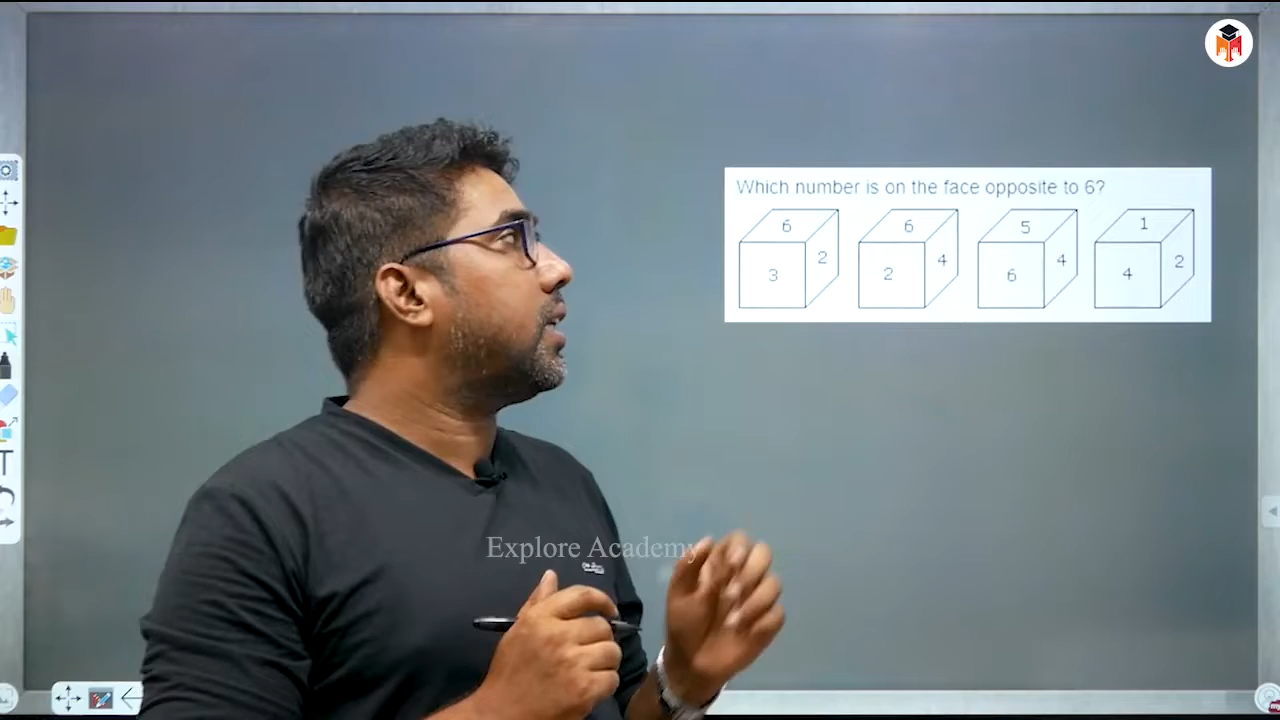 Which number is on the face opposite to 6?
6 6 5 1
2 4 4 2
3 2 6 4
Explore Academy
T